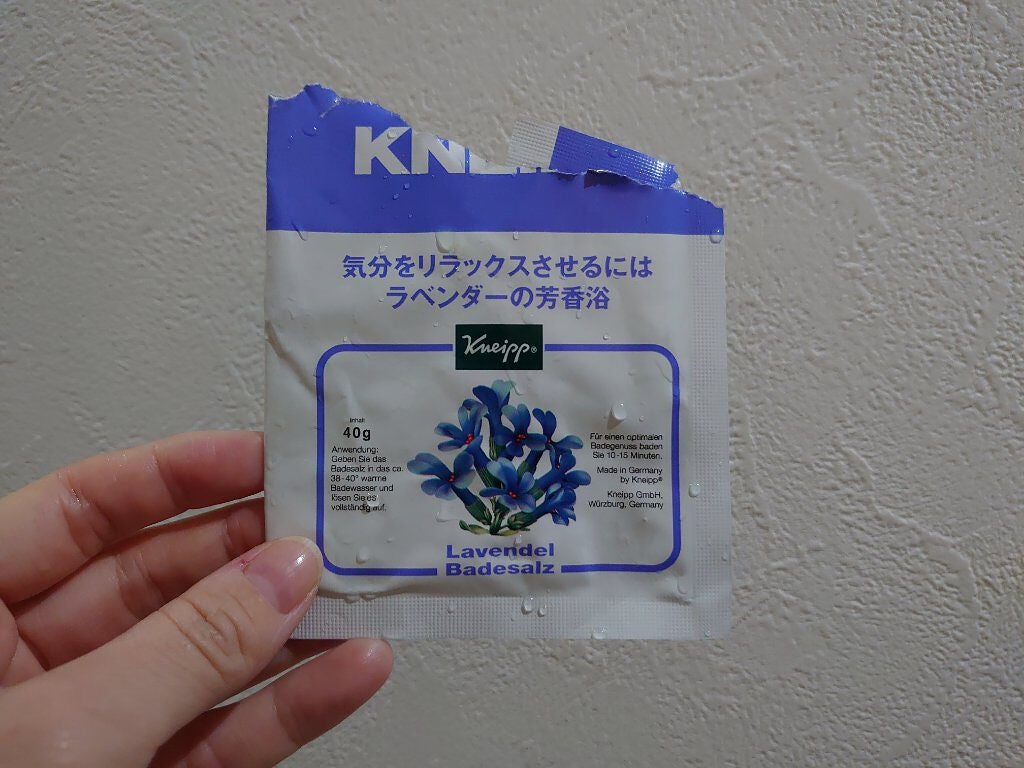 KN
気分をリラックスさせるには
ラベンダーの芳香浴
Kneipp®
Inhalt
40g
Anwendung:
Geben Sie das
Badesalz in das ca.
38-40° warme
Badewasser und
lösen Sie es
vollständig auf.
Für einen optimalen
Badegenuss baden
Sie 10-15 Minuten.
Made in Germany
by Kneipp®
Kneipp GmbH,
Würzburg, Germany
Lavendel
Badesalz